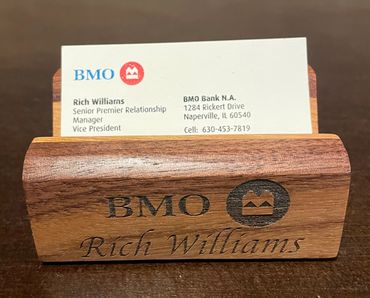 BMO
Rich Williams
Senior Premier Relationship
Manager
Vice President
BMO Bank N.A.
1284 Rickert Drive
Naperville, IL 60540
Cell: 630-453-7819
BMO
Rich Williams